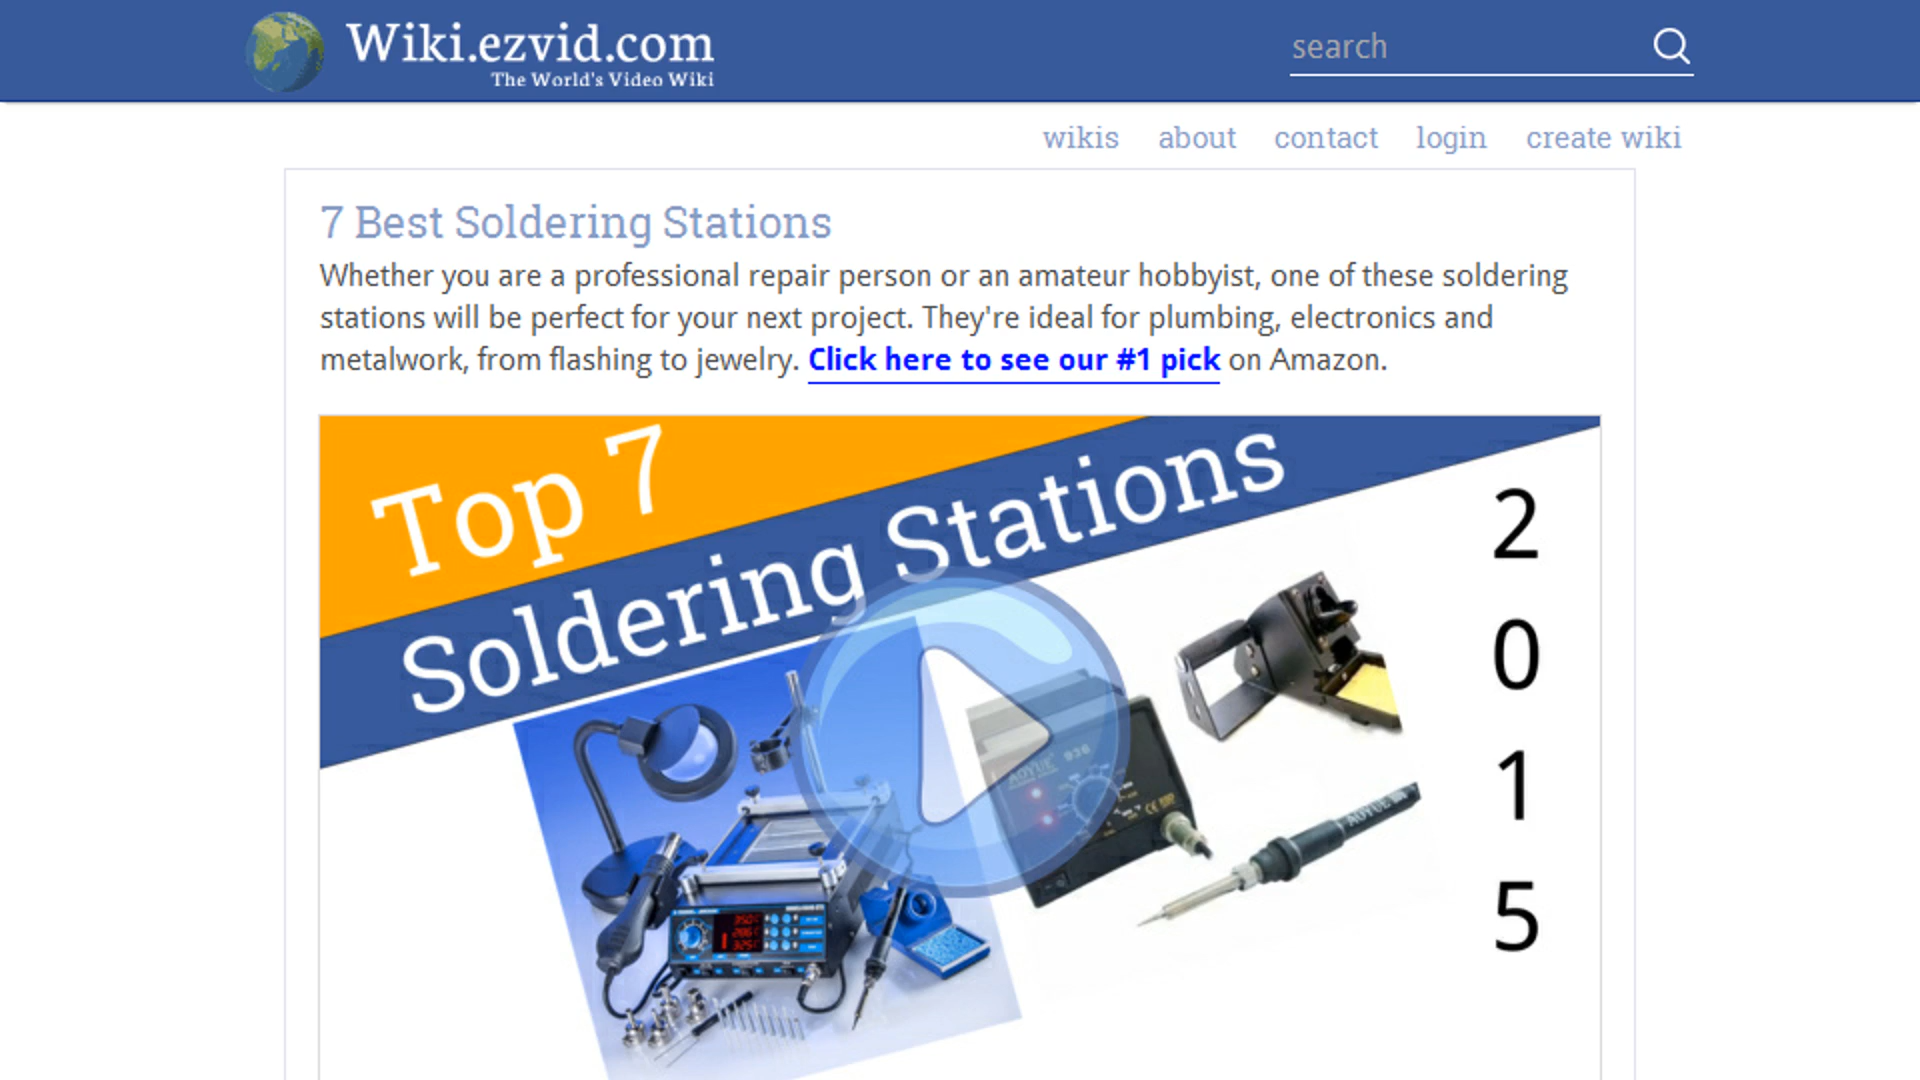 Wiki.ezvid.com
The World's Video Wiki
search
wikis about contact login create wiki
7 Best Soldering Stations
Whether you are a professional repair person or an amateur hobbyist, one of these soldering
stations will be perfect for your next project. They're ideal for plumbing, electronics and
metalwork, from flashing to jewelry. Click here to see our #1 pick on Amazon.
Top 7
Soldering Stations
2
0
1
5
AOYUE 936
AOYUE